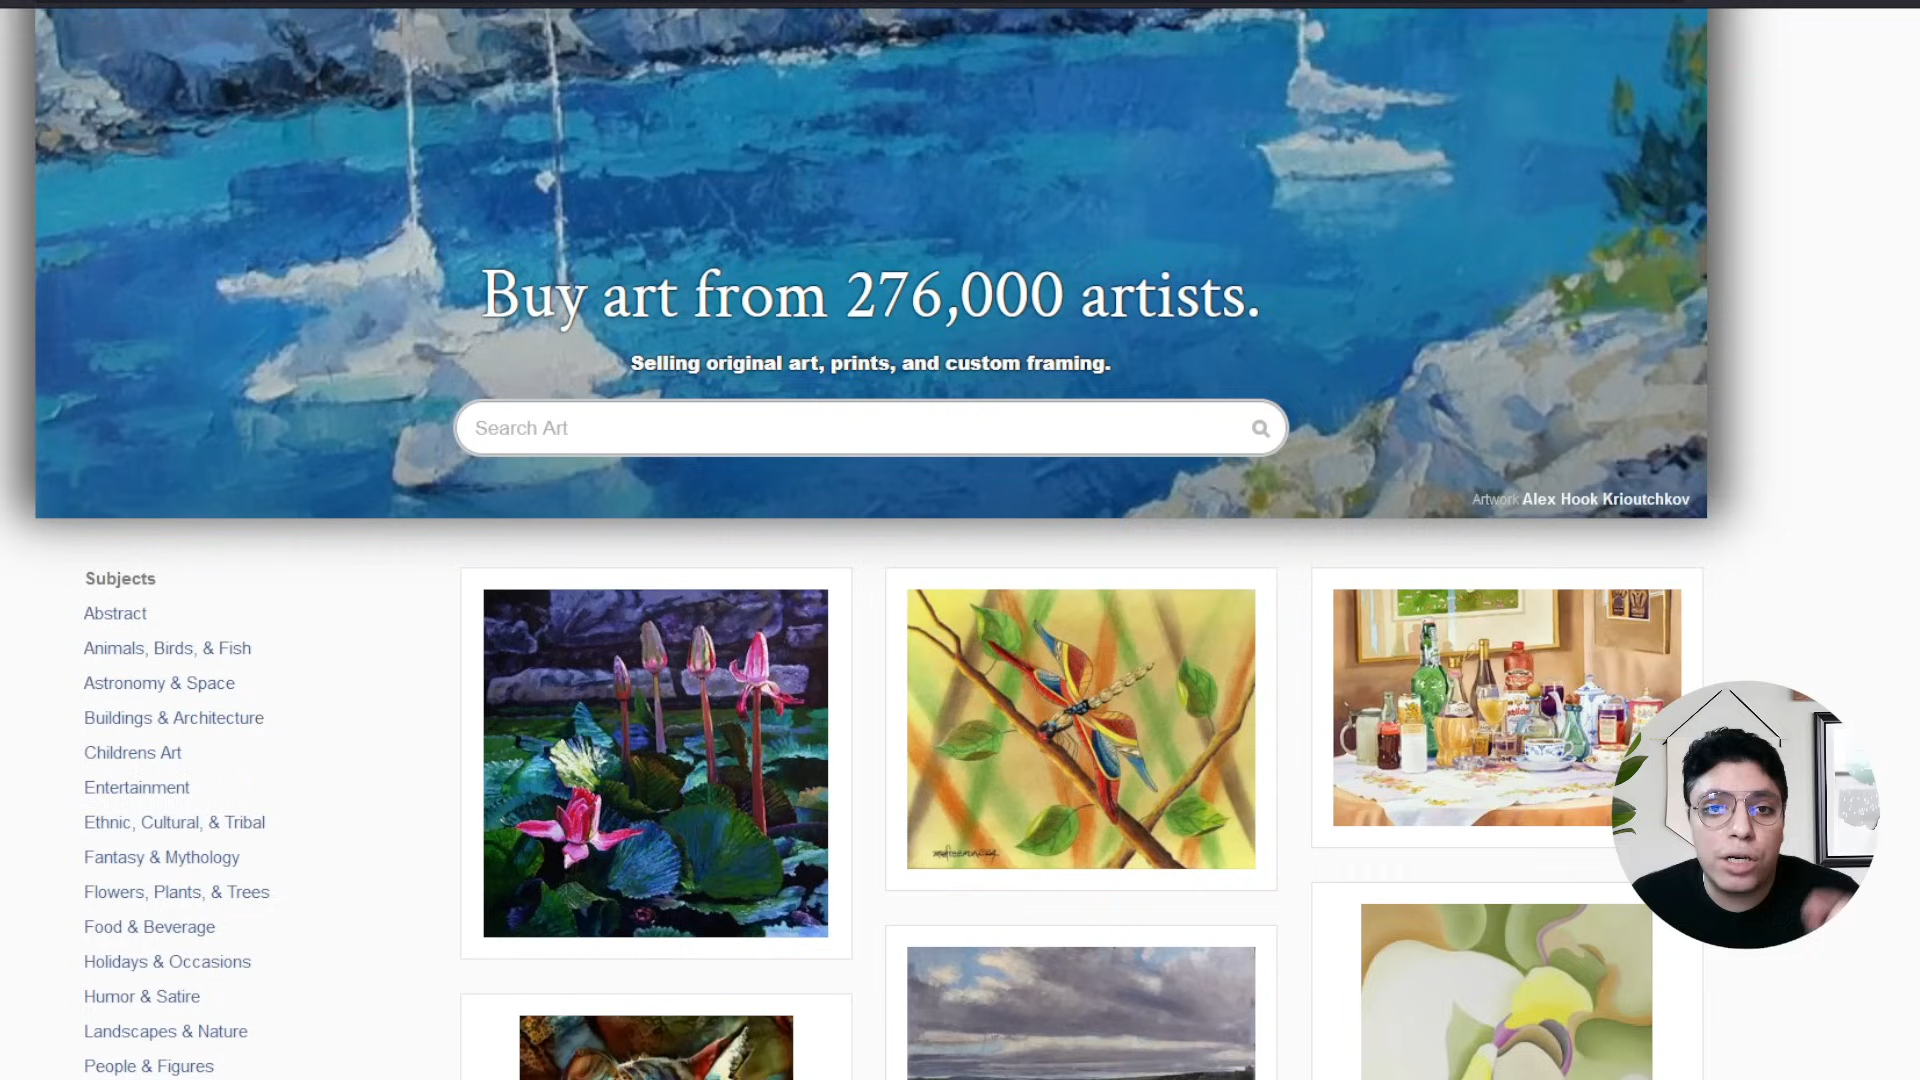 Buy art from 276,000 artists.
Selling original art, prints, and custom framing.
Search Art
Artwork Alex Hook Krioutchkov
Subjects
Abstract
Animals, Birds, & Fish
Astronomy & Space
Buildings & Architecture
Childrens Art
Entertainment
Ethnic, Cultural, & Tribal
Fantasy & Mythology
Flowers, Plants, & Trees
Food & Beverage
Holidays & Occasions
Humor & Satire
Landscapes & Nature
People & Figures